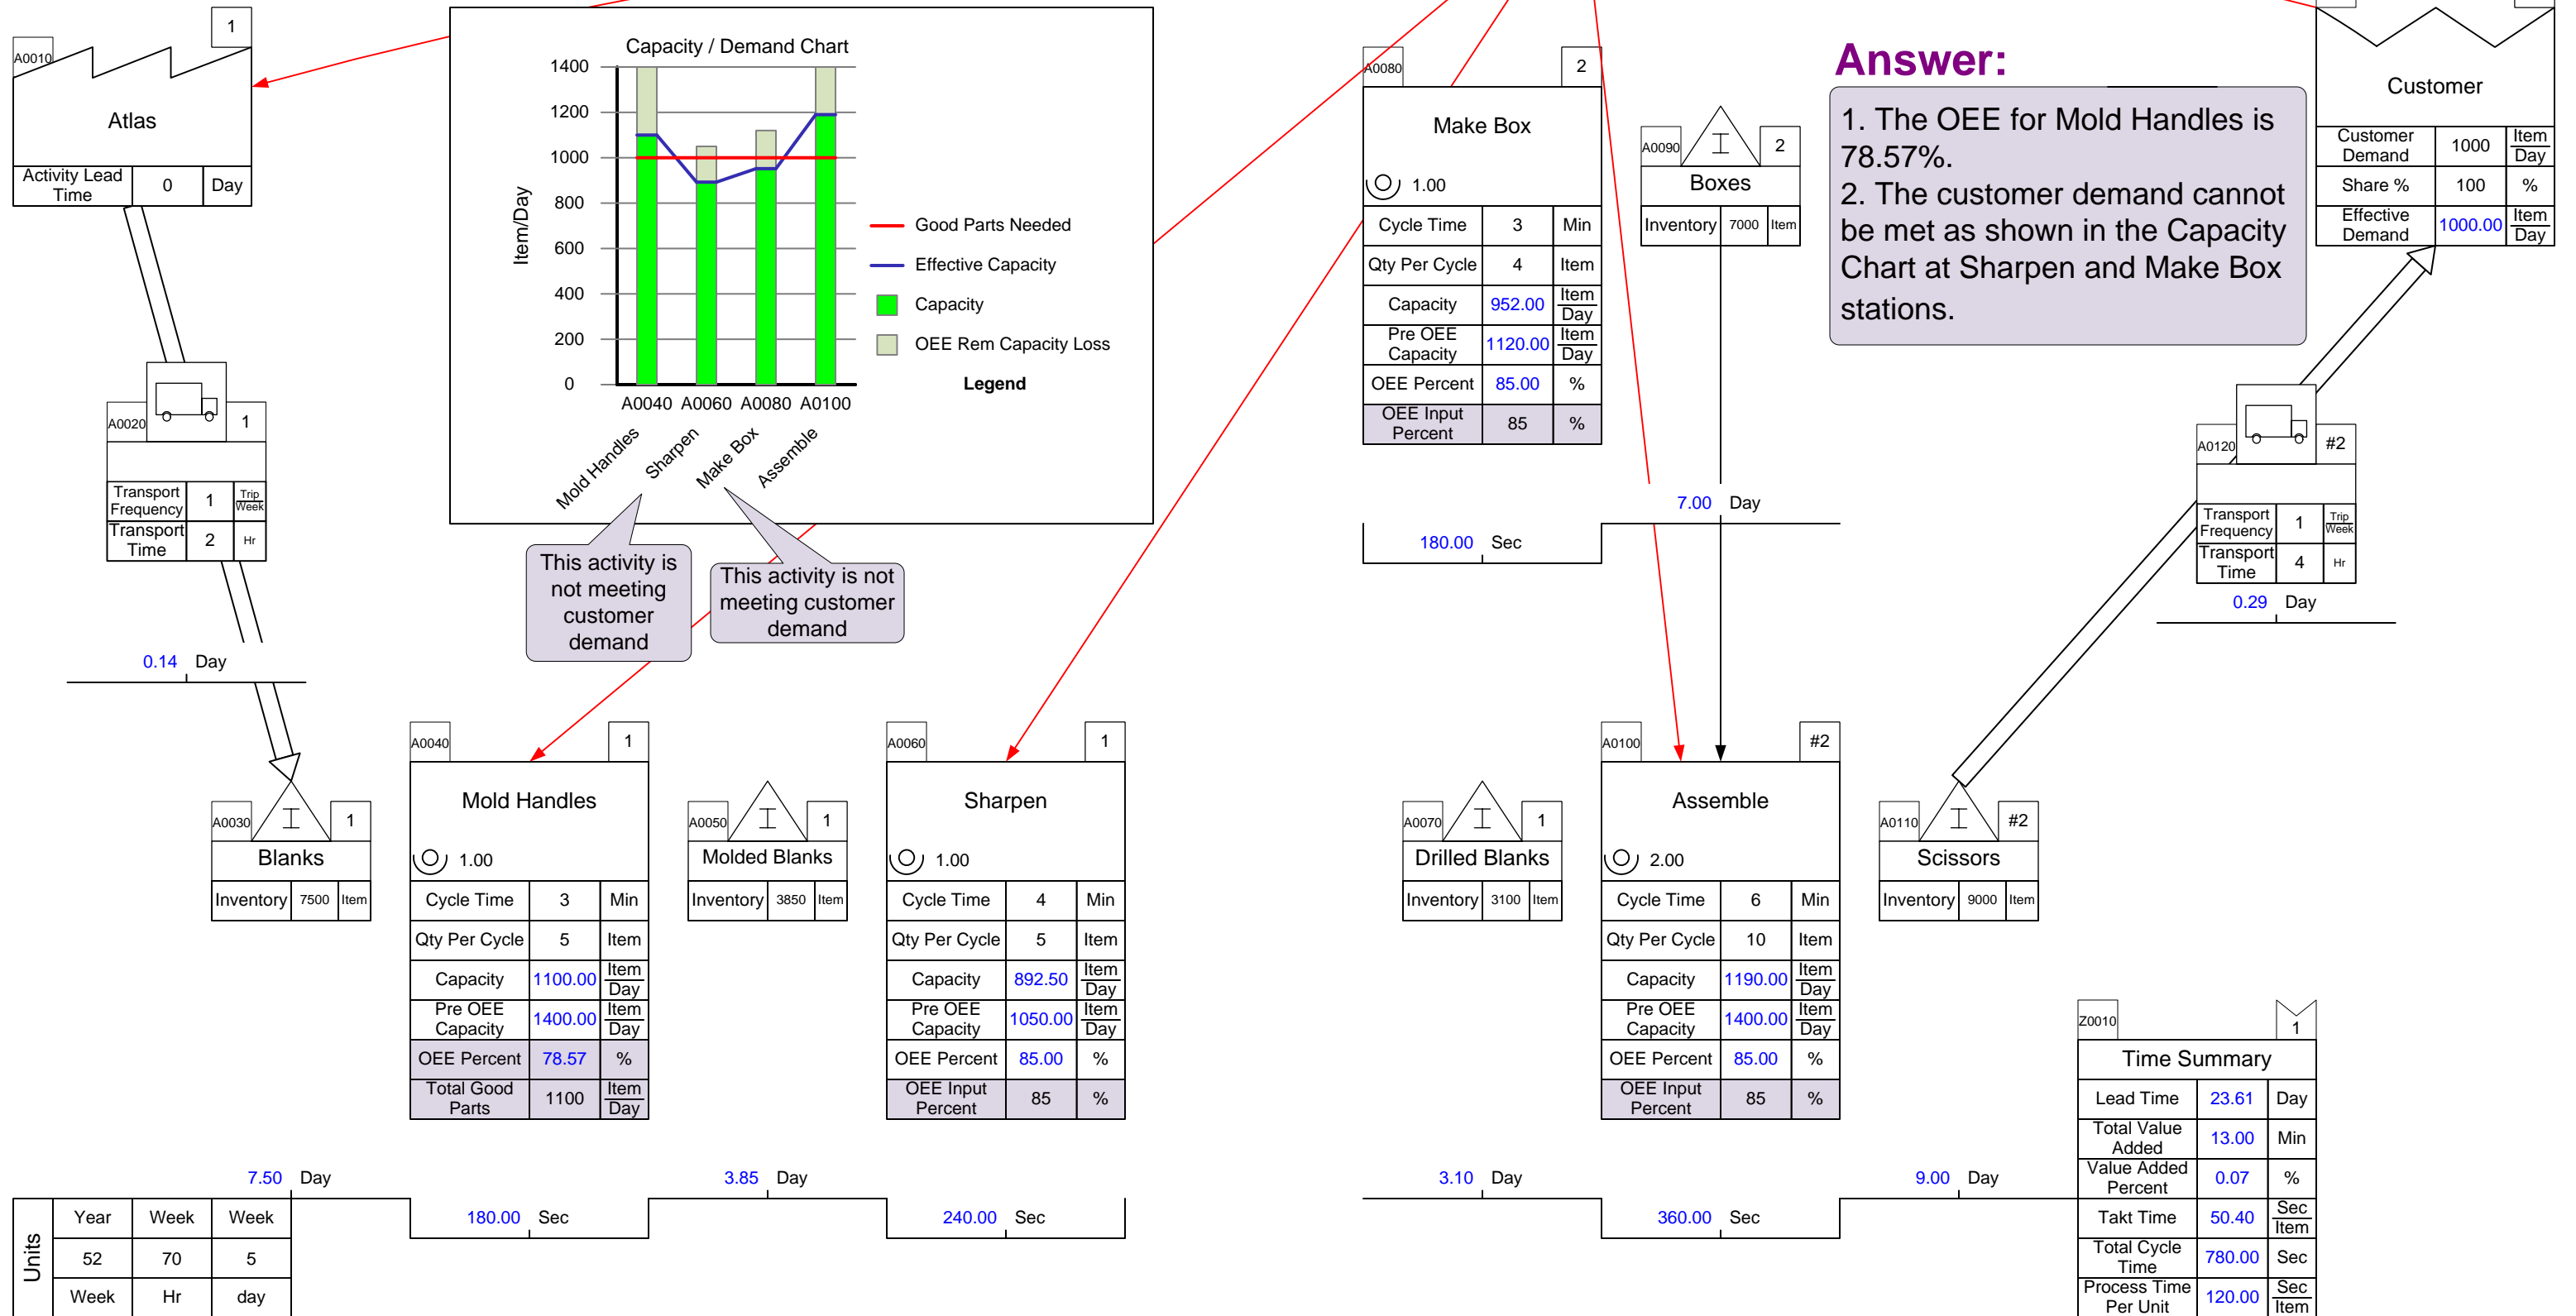 1
A0010
Atlas
Activity Lead
Time
0
Day
A0020
1
Transport
Frequency
1
Trip
Week
Transport
Time
2
Hr
0.14 Day
Capacity / Demand Chart
Item/Day
1400
1200
1000
800
600
400
200
0
A0040 A0060 A0080 A0100
Mold Handles
Sharpen
Make Box
Assemble
Good Parts Needed
Effective Capacity
Capacity
OEE Rem Capacity Loss
Legend
This activity is
not meeting
customer
demand
This activity is not
meeting customer
demand
A0080
2
Make Box
1.00
Cycle Time 3 Min
Qty Per Cycle 4 Item
Capacity 952.00 Item
Day
Pre OEE
Capacity
1120.00 Item
Day
OEE Percent 85.00 %
OEE Input
Percent
85 %
180.00 Sec
A0090
I
2
Boxes
Inventory 7000 Item
7.00 Day
Answer:
1. The OEE for Mold Handles is
78.57%.
2. The customer demand cannot
be met as shown in the Capacity
Chart at Sharpen and Make Box
stations.
Customer
Customer
Demand
1000 Item
Day
Share % 100 %
Effective
Demand
1000.00 Item
Day
A0120
#2
Transport
Frequency
1
Trip
Week
Transport
Time
4
Hr
0.29 Day
A0030
I
1
Blanks
Inventory 7500 Item
7.50 Day
A0040
1
Mold Handles
1.00
Cycle Time 3 Min
Qty Per Cycle 5 Item
Capacity 1100.00 Item
Day
Pre OEE
Capacity
1400.00 Item
Day
OEE Percent 78.57 %
Total Good
Parts
1100 Item
Day
180.00 Sec
A0050
I
1
Molded Blanks
Inventory 3850 Item
3.85 Day
A0060
1
Sharpen
1.00
Cycle Time 4 Min
Qty Per Cycle 5 Item
Capacity 892.50 Item
Day
Pre OEE
Capacity
1050.00 Item
Day
OEE Percent 85.00 %
OEE Input
Percent
85 %
240.00 Sec
A0070
I
1
Drilled Blanks
Inventory 3100 Item
3.10 Day
A0100
#2
Assemble
2.00
Cycle Time 6 Min
Qty Per Cycle 10 Item
Capacity 1190.00 Item
Day
Pre OEE
Capacity
1400.00 Item
Day
OEE Percent 85.00 %
OEE Input
Percent
85 %
360.00 Sec
A0110
I
#2
Scissors
Inventory 9000 Item
9.00 Day
Z0010
1
Time Summary
Lead Time 23.61 Day
Total Value
Added
13.00 Min
Value Added
Percent
0.07 %
Takt Time 50.40 Sec
Item
Total Cycle
Time
780.00 Sec
Process Time
Per Unit
120.00 Sec
Item
Units
Year Week Week
52 70 5
Week Hr day